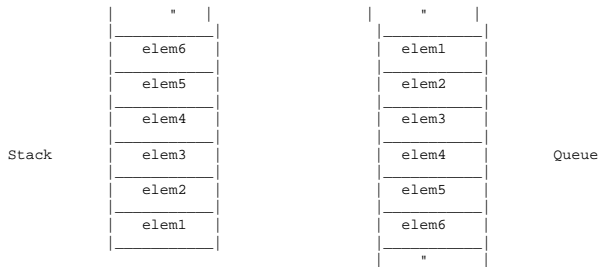 " "
elem6 elem1
elem5 elem2
elem4 elem3
Stack elem3 elem4 Queue
elem2 elem5
elem1 elem6
"